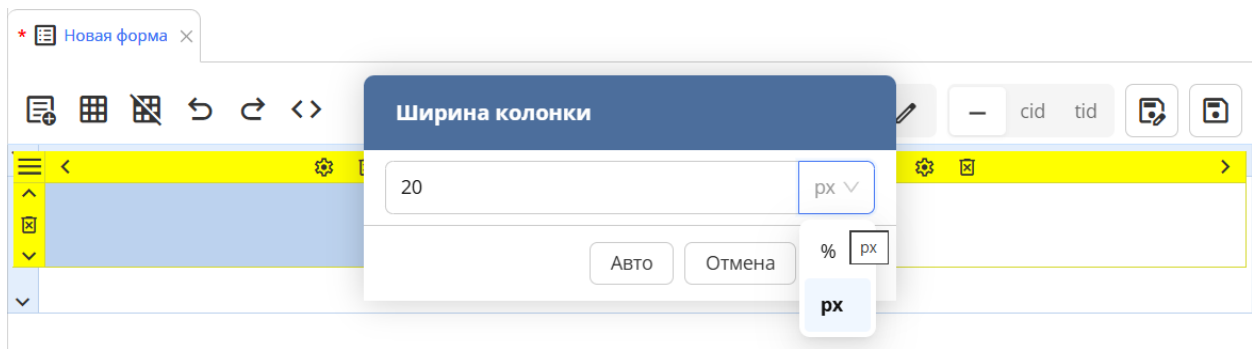 * Новая форма
Ширина колонки
cid tid
20 px
% px
Авто Отмена
px